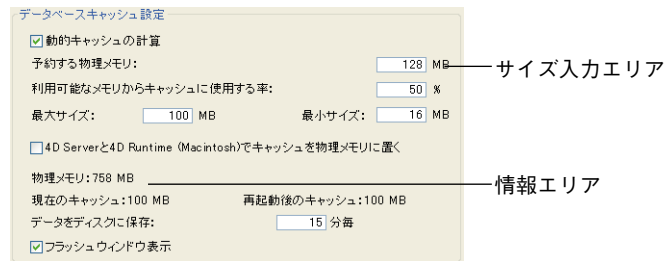 データベースキャッシュ設定
動的キャッシュの計算
予約する物理メモリ: 128 MB
サイズ入力エリア
利用可能なメモリからキャッシュに使用する率: 50 %
最大サイズ: 100 MB 最小サイズ: 16 MB
4D Serverと4D Runtime (Macintosh)でキャッシュを物理メモリに置く
物理メモリ:758 MB
情報エリア
現在のキャッシュ:100 MB 再起動後のキャッシュ:100 MB
データをディスクに保存: 15 分毎
フラッシュウィンドウ表示